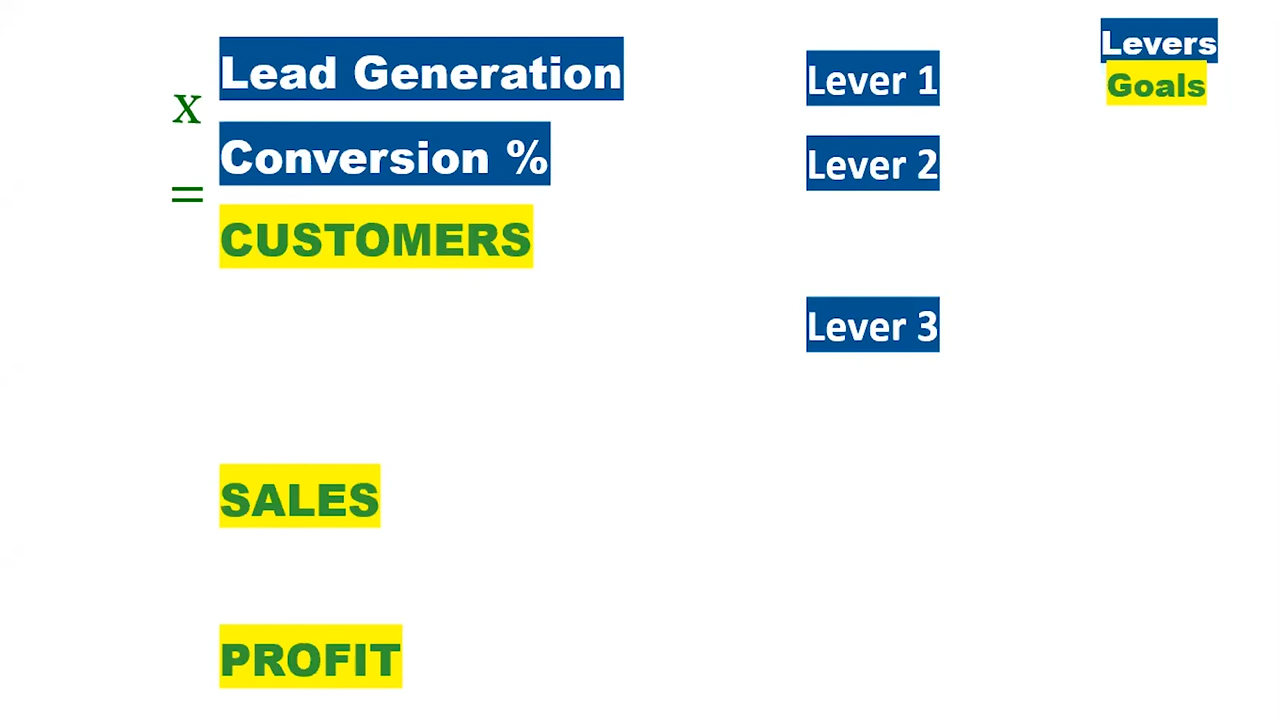 Lead Generation
Lever 1
Levers
Goals
x
Conversion %
Lever 2
=
CUSTOMERS
Lever 3
SALES
PROFIT